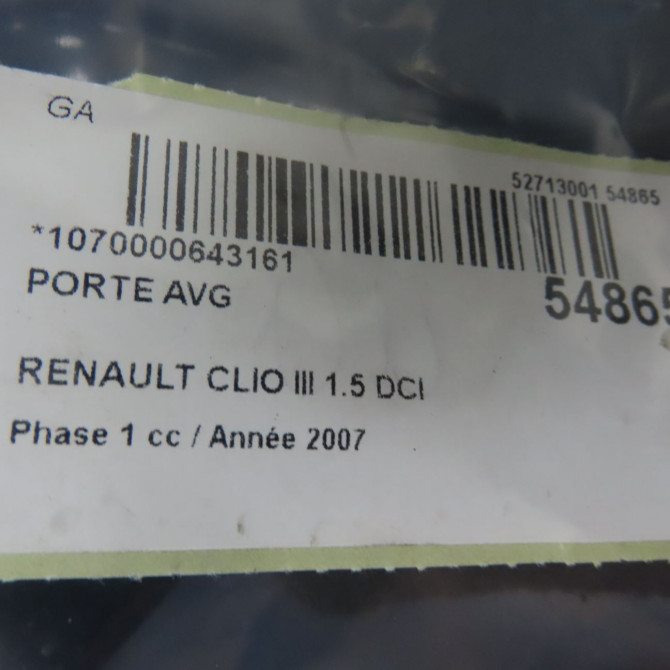 GA
52713001 54865
*1070000643161
PORTE AVG
54865
RENAULT CLIO III 1.5 DCI
Phase 1 cc / Année 2007